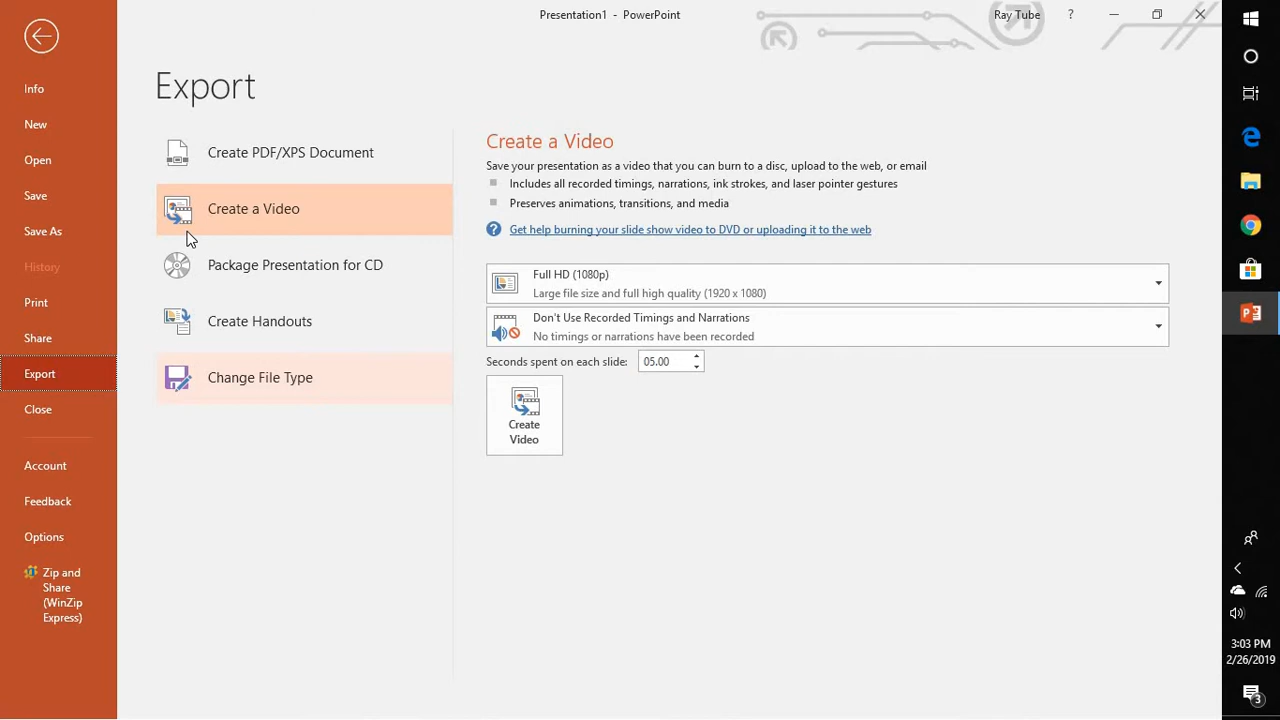 Presentation1 - PowerPoint
Ray Tube
?
Info
New
Open
Save
Save As
History
Print
Share
Export
Close
Account
Feedback
Options
Zip and
Share
(WinZip
Express)
Export
Create PDF/XPS Document
Create a Video
Package Presentation for CD
Create Handouts
Change File Type
Create a Video
Save your presentation as a video that you can burn to a disc, upload to the web, or email
Includes all recorded timings, narrations, ink strokes, and laser pointer gestures
Preserves animations, transitions, and media
? Get help burning your slide show video to DVD or uploading it to the web
Full HD (1080p)
Large file size and full high quality (1920 x 1080)
Don't Use Recorded Timings and Narrations
No timings or narrations have been recorded
Seconds spent on each slide: 05.00
Create
Video
3:03 PM
2/26/2019
3